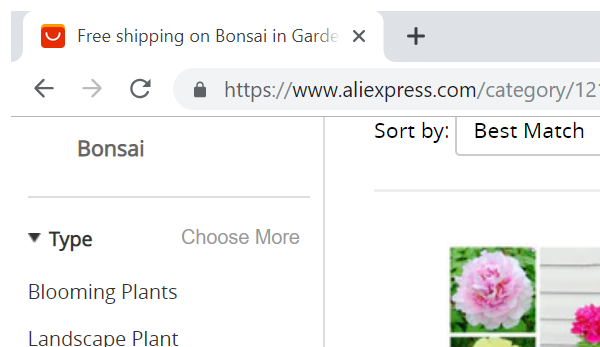 Free shipping on Bonsai in Garde
https://www.aliexpress.com/category/121
Bonsai
Sort by: Best Match
Type Choose More
Blooming Plants
Landscape Plant